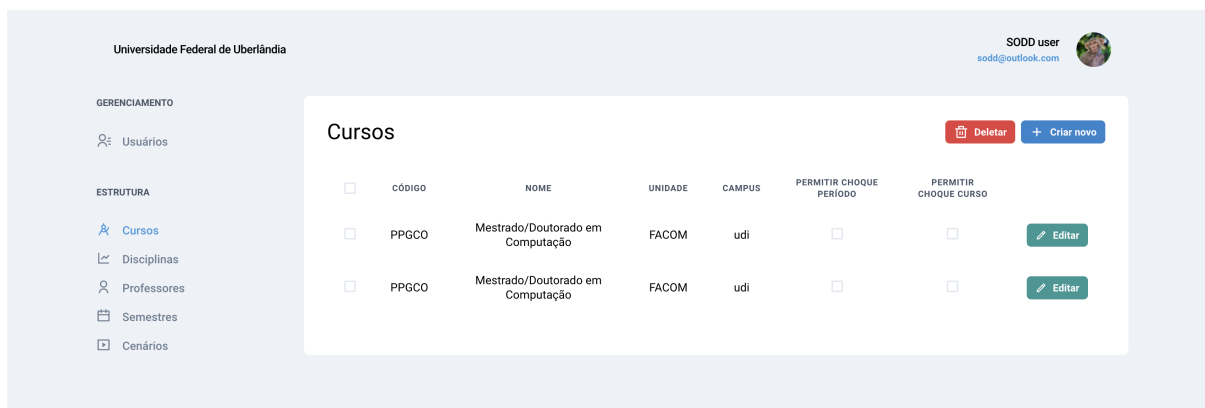 Universidade Federal de Uberlândia
SODD user
sodd@outlook.com
GERENCIAMENTO
Usuários
ESTRUTURA
Cursos
Disciplinas
Professores
Semestres
Cenários
Cursos
Deletar
+ Criar novo
CÓDIGO NOME UNIDADE CAMPUS PERMITIR CHOQUE PERMITIR
PERÍODO CHOQUE CURSO
PPGCO Mestrado/Doutorado em FACOM udi Editar
Computação
PPGCO Mestrado/Doutorado em FACOM udi Editar
Computação